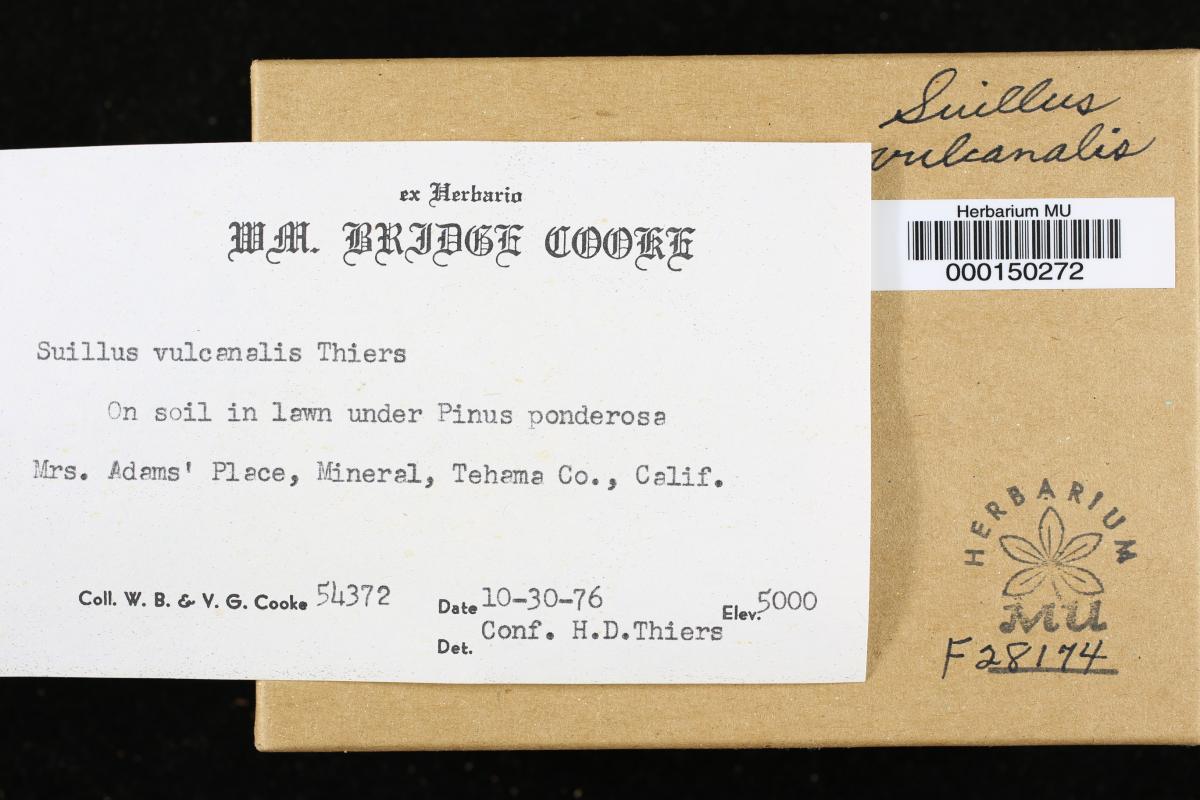 Suillus
vulcanalis
Herbarium MU
000150272
ex Herbario
WM. BRIDGE COOKE
Suillus vulcanalis Thiers
On soil in lawn under Pinus ponderosa
Mrs. Adams' Place, Mineral, Tehama Co., Calif.
Coll. W. B. & V. G. Cooke 54372 Date 10-30-76 Elev. 5000
Det. Conf. H.D.Thiers
HERBARIUM
MU
F28174